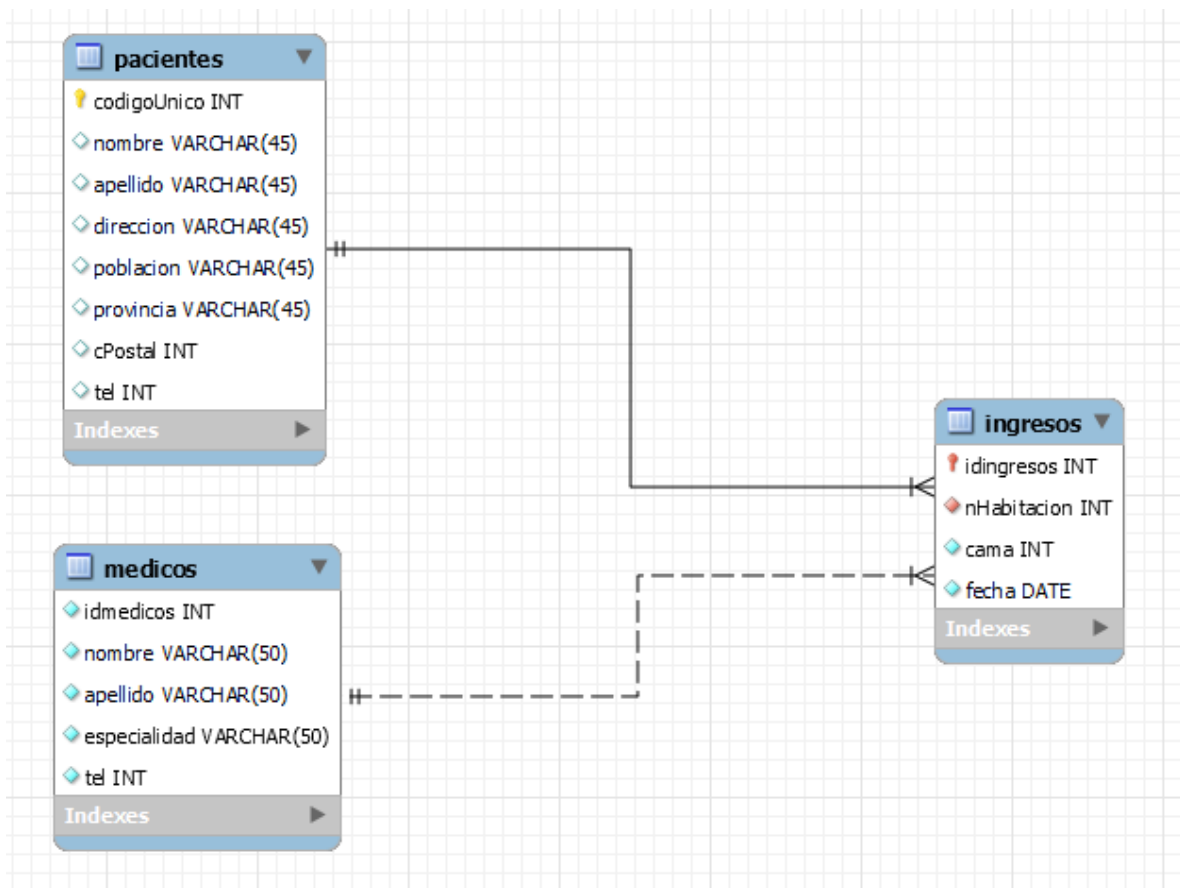 pacientes
codigoUnico INT
nombre VARCHAR(45)
apellido VARCHAR(45)
direccion VARCHAR(45)
poblacion VARCHAR(45)
provincia VARCHAR(45)
cPostal INT
tel INT
Indexes
medicos
idmedicos INT
nombre VARCHAR(50)
apellido VARCHAR(50)
especialidad VARCHAR(50)
tel INT
Indexes
ingresos
idingresos INT
nHabitacion INT
cama INT
fecha DATE
Indexes